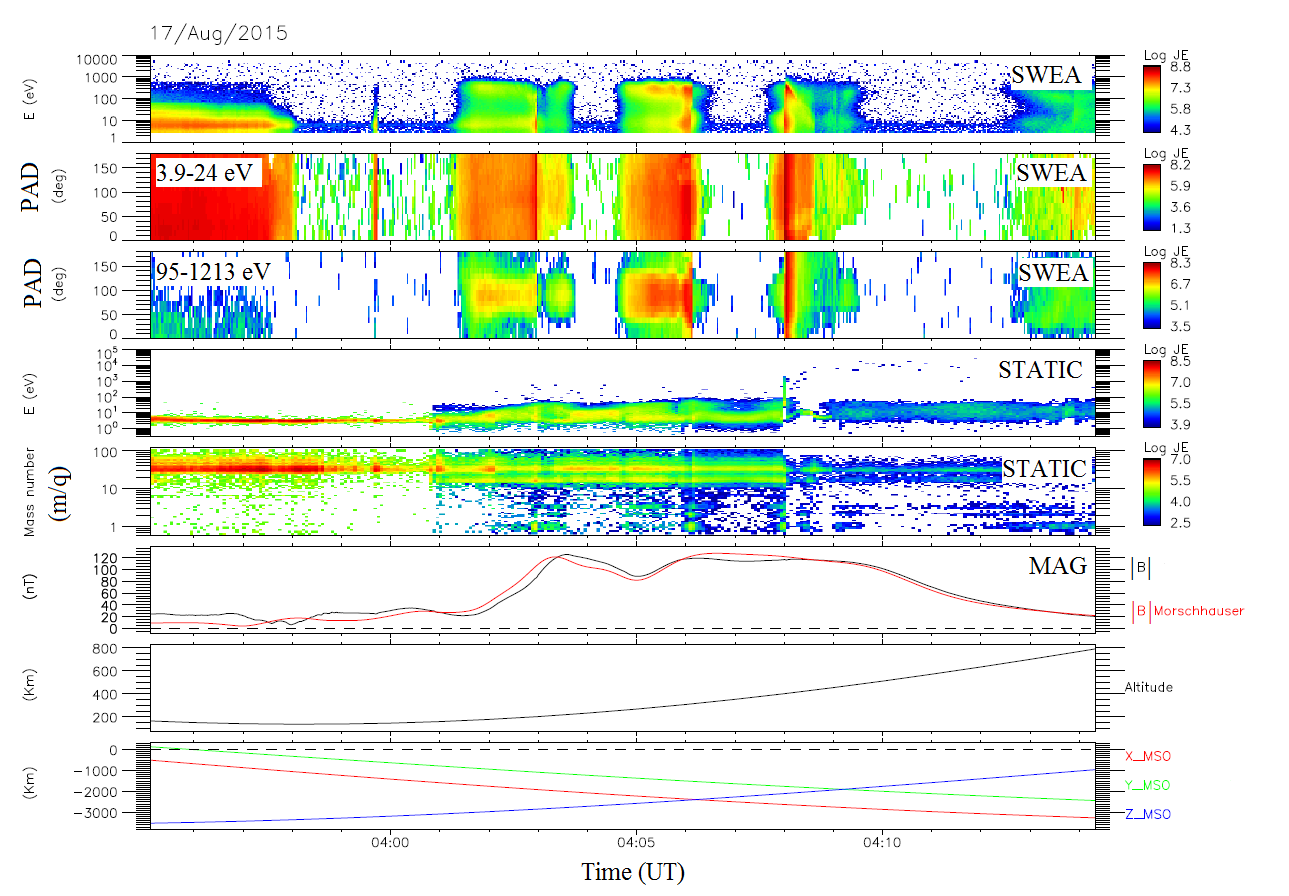 17/Aug/2015
E (eV)
10000
1000
100
10
1
SWEA
Log JE
8.8
7.3
5.8
4.3
PAD
(deg)
150
100
50
0
3.9-24 eV
SWEA
Log JE
8.2
5.9
3.6
1.3
PAD
(deg)
150
100
50
0
95-1213 eV
SWEA
Log JE
8.3
6.7
5.1
3.5
E (eV)
10⁵
10⁴
10³
10²
10¹
10⁰
STATIC
Log JE
8.5
7.0
5.5
3.9
Mass number
(m/q)
100
10
1
STATIC
Log JE
7.0
5.5
4.0
2.5
(nT)
120
100
80
60
40
20
0
MAG
|B|
|B|Morschhauser
(Km)
800
600
400
200
Altitude
(Km)
0
−1000
−2000
−3000
X_MSO
Y_MSO
Z_MSO
04:00
04:05
04:10
Time (UT)